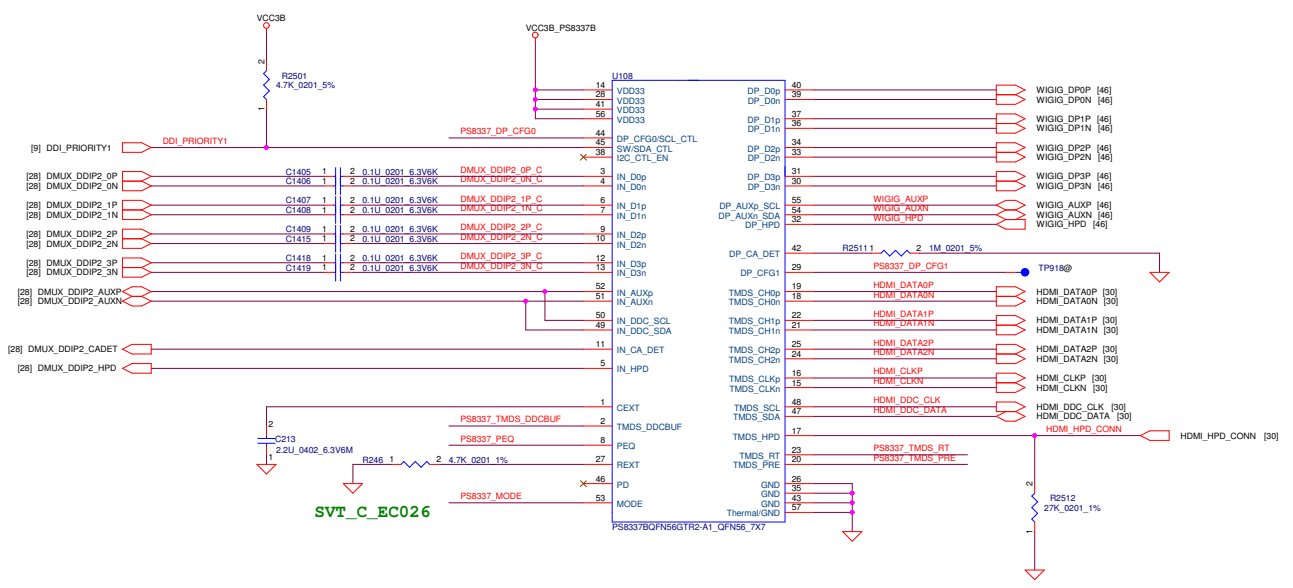 VCC3B
VCC3B_PS8337B
2
R2501
4.7K_0201_5%
1
U108
14 VDD33
28 VDD33
41 VDD33
56 VDD33
PS8337_DP_CFG0 44 DP_CFG0/SCL_CTL
[9] DDI_PRIORITY1 DDI_PRIORITY1 45 SW/SDA_CTL
38 I2C_CTL_EN
[28] DMUX_DDIP2_0P C1405 1 2 0.1U_0201_6.3V6K DMUX_DDIP2_0P_C 3 IN_D0p
[28] DMUX_DDIP2_0N C1406 1 2 0.1U_0201_6.3V6K DMUX_DDIP2_0N_C 4 IN_D0n
[28] DMUX_DDIP2_1P C1407 1 2 0.1U_0201_6.3V6K DMUX_DDIP2_1P_C 6 IN_D1p
[28] DMUX_DDIP2_1N C1408 1 2 0.1U_0201_6.3V6K DMUX_DDIP2_1N_C 7 IN_D1n
[28] DMUX_DDIP2_2P C1409 1 2 0.1U_0201_6.3V6K DMUX_DDIP2_2P_C 9 IN_D2p
[28] DMUX_DDIP2_2N C1415 1 2 0.1U_0201_6.3V6K DMUX_DDIP2_2N_C 10 IN_D2n
[28] DMUX_DDIP2_3P C1418 1 2 0.1U_0201_6.3V6K DMUX_DDIP2_3P_C 12 IN_D3p
[28] DMUX_DDIP2_3N C1419 1 2 0.1U_0201_6.3V6K DMUX_DDIP2_3N_C 13 IN_D3n
[28] DMUX_DDIP2_AUXP 52 IN_AUXp
[28] DMUX_DDIP2_AUXN 51 IN_AUXn
50 IN_DDC_SCL
49 IN_DDC_SDA
[28] DMUX_DDIP2_CADET 11 IN_CA_DET
[28] DMUX_DDIP2_HPD 5 IN_HPD
1 CEXT
2
C213
2.2U_0402_6.3V6M
1
PS8337_TMDS_DDCBUF 2 TMDS_DDCBUF
PS8337_PEQ 8 PEQ
R246 1 2 4.7K_0201_1% 27 REXT
46 PD
PS8337_MODE 53 MODE
SVT_C_EC026
DP_D0p 40 WIGIG_DP0P [46]
DP_D0n 39 WIGIG_DP0N [46]
DP_D1p 37 WIGIG_DP1P [46]
DP_D1n 36 WIGIG_DP1N [46]
DP_D2p 34 WIGIG_DP2P [46]
DP_D2n 33 WIGIG_DP2N [46]
DP_D3p 31 WIGIG_DP3P [46]
DP_D3n 30 WIGIG_DP3N [46]
DP_AUXp_SCL 55 WIGIG_AUXP WIGIG_AUXP [46]
DP_AUXn_SDA 54 WIGIG_AUXN WIGIG_AUXN [46]
DP_HPD 32 WIGIG_HPD WIGIG_HPD [46]
DP_CA_DET 42 R2511 1 2 1M_0201_5%
DP_CFG1 29 PS8337_DP_CFG1 TP918@
TMDS_CH0p 19 HDMI_DATA0P HDMI_DATA0P [30]
TMDS_CH0n 18 HDMI_DATA0N HDMI_DATA0N [30]
TMDS_CH1p 22 HDMI_DATA1P HDMI_DATA1P [30]
TMDS_CH1n 21 HDMI_DATA1N HDMI_DATA1N [30]
TMDS_CH2p 25 HDMI_DATA2P HDMI_DATA2P [30]
TMDS_CH2n 24 HDMI_DATA2N HDMI_DATA2N [30]
TMDS_CLKp 16 HDMI_CLKP HDMI_CLKP [30]
TMDS_CLKn 15 HDMI_CLKN HDMI_CLKN [30]
TMDS_SCL 48 HDMI_DDC_CLK HDMI_DDC_CLK [30]
TMDS_SDA 47 HDMI_DDC_DATA HDMI_DDC_DATA [30]
TMDS_HPD 17 HDMI_HPD_CONN HDMI_HPD_CONN [30]
TMDS_RT 23 PS8337_TMDS_RT
TMDS_PRE 20 PS8337_TMDS_PRE
GND 26
GND 35
GND 43
Thermal/GND 57
2
R2512
27K_0201_1%
1
PS8337BQFN56GTR2-A1_QFN56_7X7